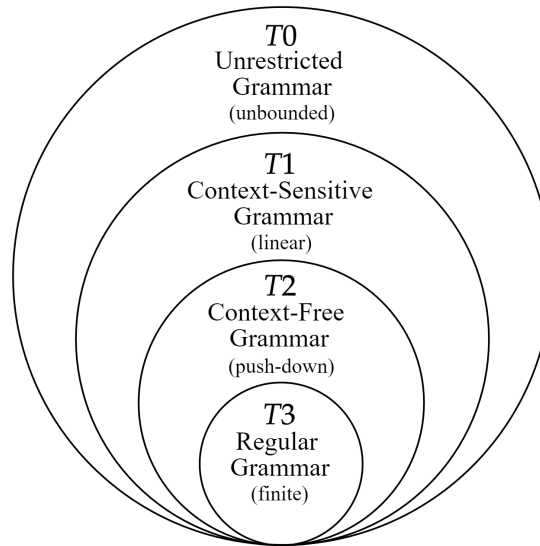 T0
Unrestricted
Grammar
(unbounded)
T1
Context-Sensitive
Grammar
(linear)
T2
Context-Free
Grammar
(push-down)
T3
Regular
Grammar
(finite)